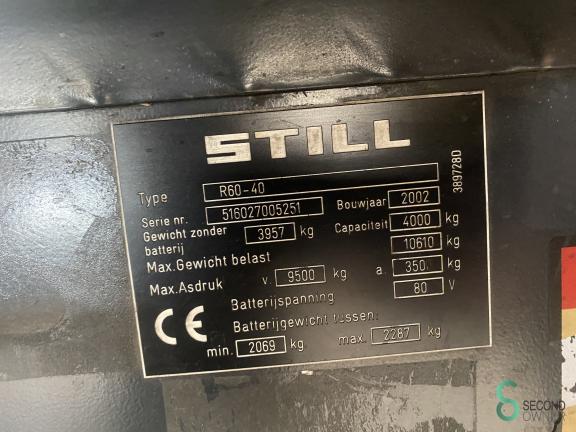 STILL
Type R60-40
Serie nr. 516027005251 Bouwjaar 2002
Gewicht zonder batterij 3957 kg Capaciteit 4000 kg
Max.Gewicht belast 10610 kg
Max.Asdruk v. 9500 kg a. 350 kg
Batterijspanning 80 V
Batterijgewicht tussen:
CE min. 2069 kg max. 2287 kg
389728D
SECOND
OWNER